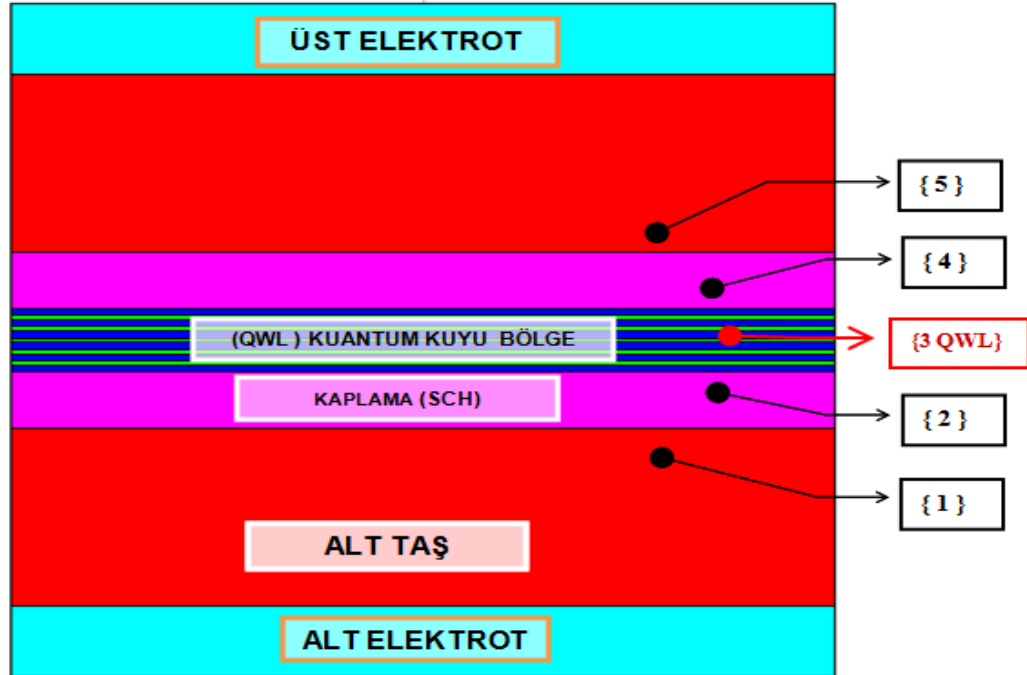 ÜST ELEKTROT
{ 5 }
{ 4 }
(QWL ) KUANTUM KUYU BÖLGE
{3 QWL}
KAPLAMA (SCH)
{ 2 }
{ 1 }
ALT TAŞ
ALT ELEKTROT